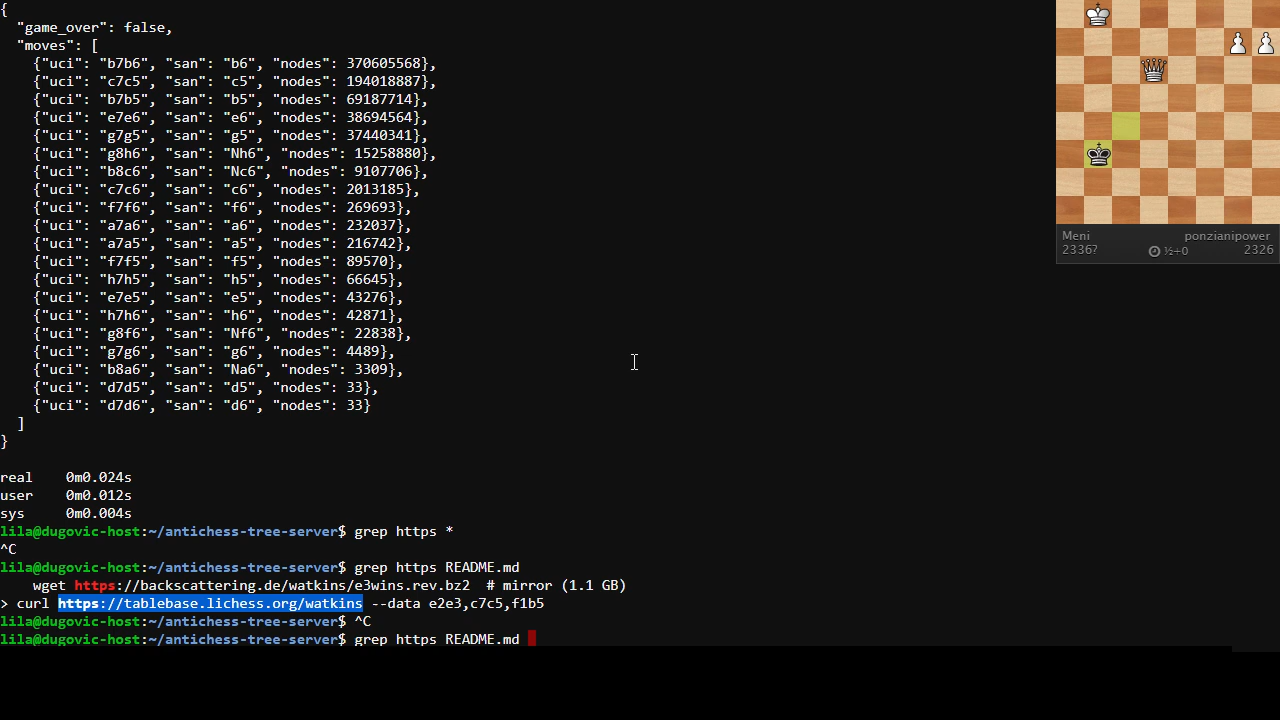 {
  "game_over": false,
  "moves": [
    {"uci": "b7b6", "san": "b6", "nodes": 370605568},
    {"uci": "c7c5", "san": "c5", "nodes": 194018887},
    {"uci": "b7b5", "san": "b5", "nodes": 69187714},
    {"uci": "e7e6", "san": "e6", "nodes": 38694564},
    {"uci": "g7g5", "san": "g5", "nodes": 37440341},
    {"uci": "g8h6", "san": "Nh6", "nodes": 15258880},
    {"uci": "b8c6", "san": "Nc6", "nodes": 9107706},
    {"uci": "c7c6", "san": "c6", "nodes": 2013185},
    {"uci": "f7f6", "san": "f6", "nodes": 269693},
    {"uci": "a7a6", "san": "a6", "nodes": 232037},
    {"uci": "a7a5", "san": "a5", "nodes": 216742},
    {"uci": "f7f5", "san": "f5", "nodes": 89570},
    {"uci": "h7h5", "san": "h5", "nodes": 66645},
    {"uci": "e7e5", "san": "e5", "nodes": 43276},
    {"uci": "h7h6", "san": "h6", "nodes": 42871},
    {"uci": "g8f6", "san": "Nf6", "nodes": 22838},
    {"uci": "g7g6", "san": "g6", "nodes": 4489},
    {"uci": "b8a6", "san": "Na6", "nodes": 3309},
    {"uci": "d7d5", "san": "d5", "nodes": 33},
    {"uci": "d7d6", "san": "d6", "nodes": 33}
  ]
}
real    0m0.024s
user    0m0.012s
sys     0m0.004s
lila@dugovic-host:~/antichess-tree-server$ grep https *
^C
lila@dugovic-host:~/antichess-tree-server$ grep https README.md
    wget https://backscattering.de/watkins/e3wins.rev.bz2  # mirror (1.1 GB)
> curl https://tablebase.lichess.org/watkins --data e2e3,c7c5,f1b5
lila@dugovic-host:~/antichess-tree-server$ ^C
lila@dugovic-host:~/antichess-tree-server$ grep https README.md
Meni ponzianipower
2336? ½+0 2326